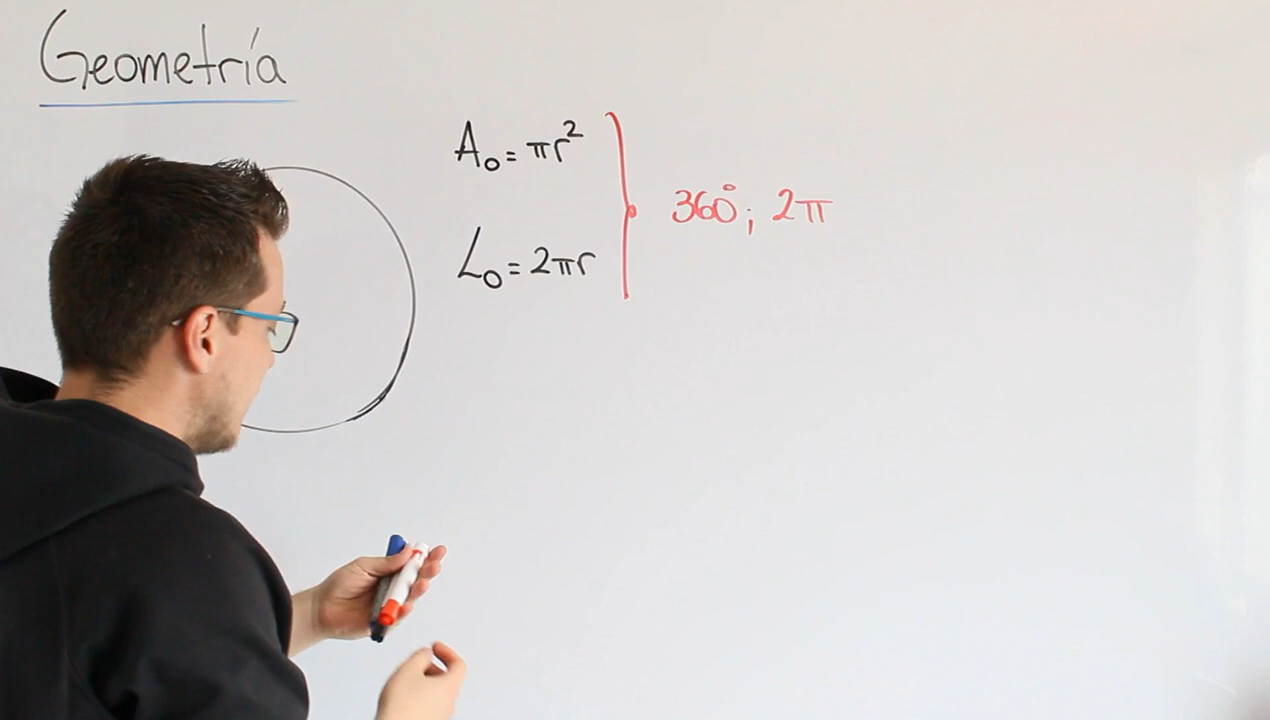 Geometría
A₀ = πr²
L₀ = 2πr
360°; 2π